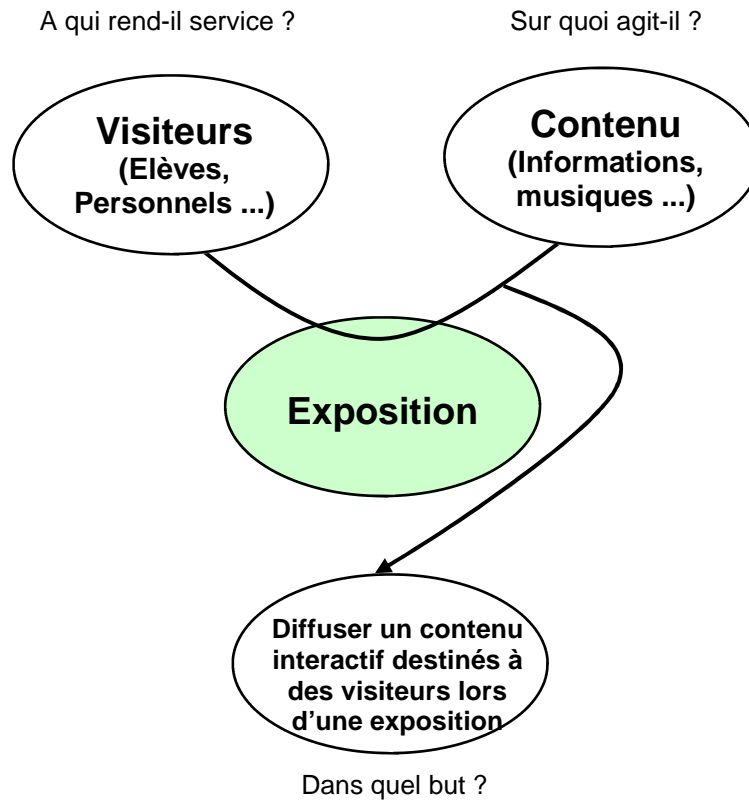 A qui rend-il service ?
Sur quoi agit-il ?
Visiteurs
(Elèves,
Personnels ...)
Contenu
(Informations,
musiques ...)
Exposition
Diffuser un contenu
interactif destinés à
des visiteurs lors
d’une exposition
Dans quel but ?